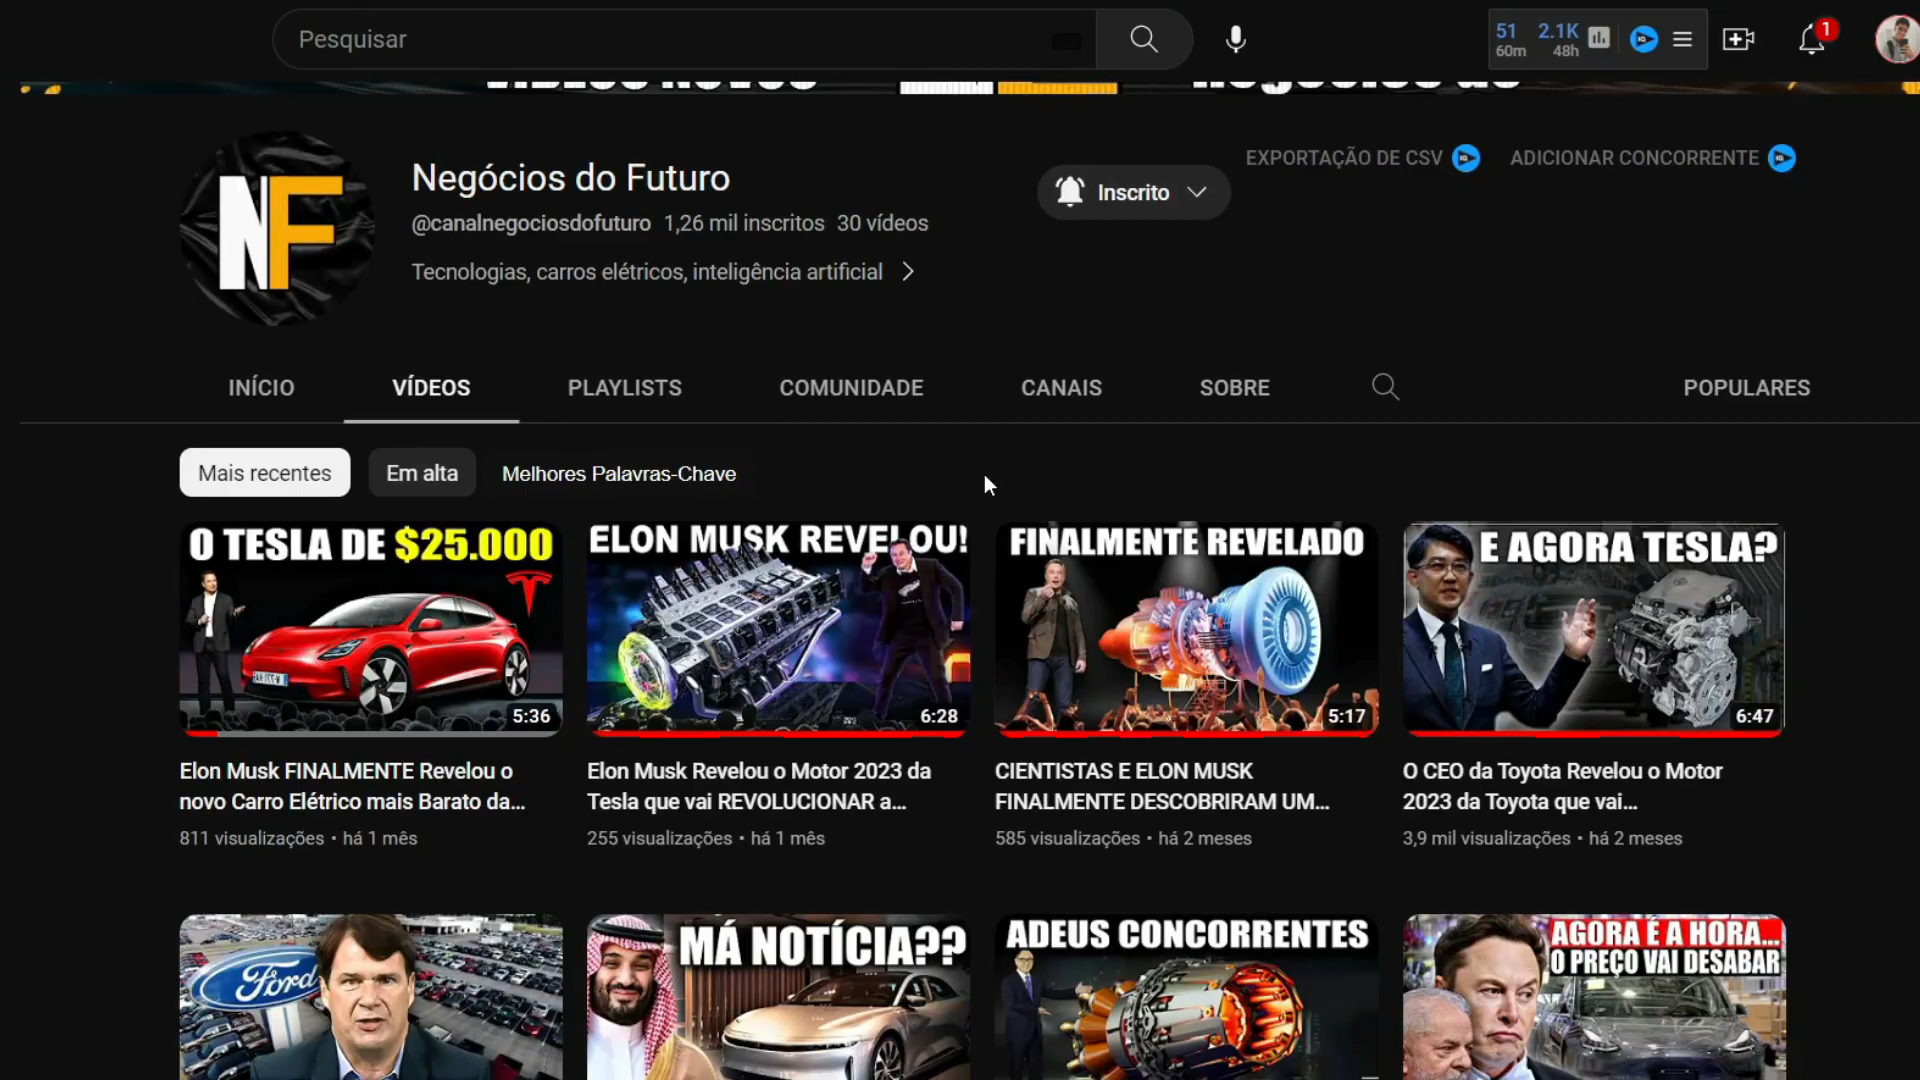 Pesquisar
51
60m
2.1K
48h
1
NF
Negócios do Futuro
@canalnegociosdofuturo 1,26 mil inscritos 30 vídeos
Tecnologias, carros elétricos, inteligência artificial
Inscrito
EXPORTAÇÃO DE CSV
ADICIONAR CONCORRENTE
INÍCIO
VÍDEOS
PLAYLISTS
COMUNIDADE
CANAIS
SOBRE
POPULARES
Mais recentes
Em alta
Melhores Palavras-Chave
O TESLA DE $25.000
5:36
ELON MUSK REVELOU!
6:28
FINALMENTE REVELADO
5:17
E AGORA TESLA?
6:47
Elon Musk FINALMENTE Revelou o
novo Carro Elétrico mais Barato da...
811 visualizações • há 1 mês
Elon Musk Revelou o Motor 2023 da
Tesla que vai REVOLUCIONAR a...
255 visualizações • há 1 mês
CIENTISTAS E ELON MUSK
FINALMENTE DESCOBRIRAM UM...
585 visualizações • há 2 meses
O CEO da Toyota Revelou o Motor
2023 da Toyota que vai...
3,9 mil visualizações • há 2 meses
Ford
MÁ NOTÍCIA??
ADEUS CONCORRENTES
AGORA É A HORA...
O PREÇO VAI DESABAR